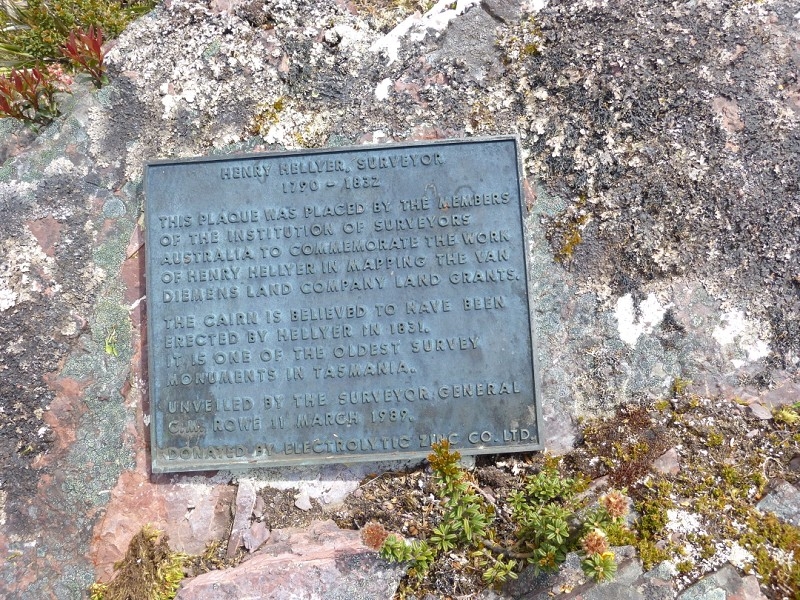 HENRY HELLYER, SURVEYOR
1790 - 1832
THIS PLAQUE WAS PLACED BY THE MEMBERS
OF THE INSTITUTION OF SURVEYORS
AUSTRALIA TO COMMEMORATE THE WORK
OF HENRY HELLYER IN MAPPING THE VAN
DIEMENS LAND COMPANY LAND GRANTS.
THE CAIRN IS BELIEVED TO HAVE BEEN
ERECTED BY HELLYER IN 1831.
IT IS ONE OF THE OLDEST SURVEY
MONUMENTS IN TASMANIA.
UNVEILED BY THE SURVEYOR GENERAL
C.M. ROWE 11 MARCH 1989.
DONATED BY ELECTROLYTIC ZINC CO. LTD.